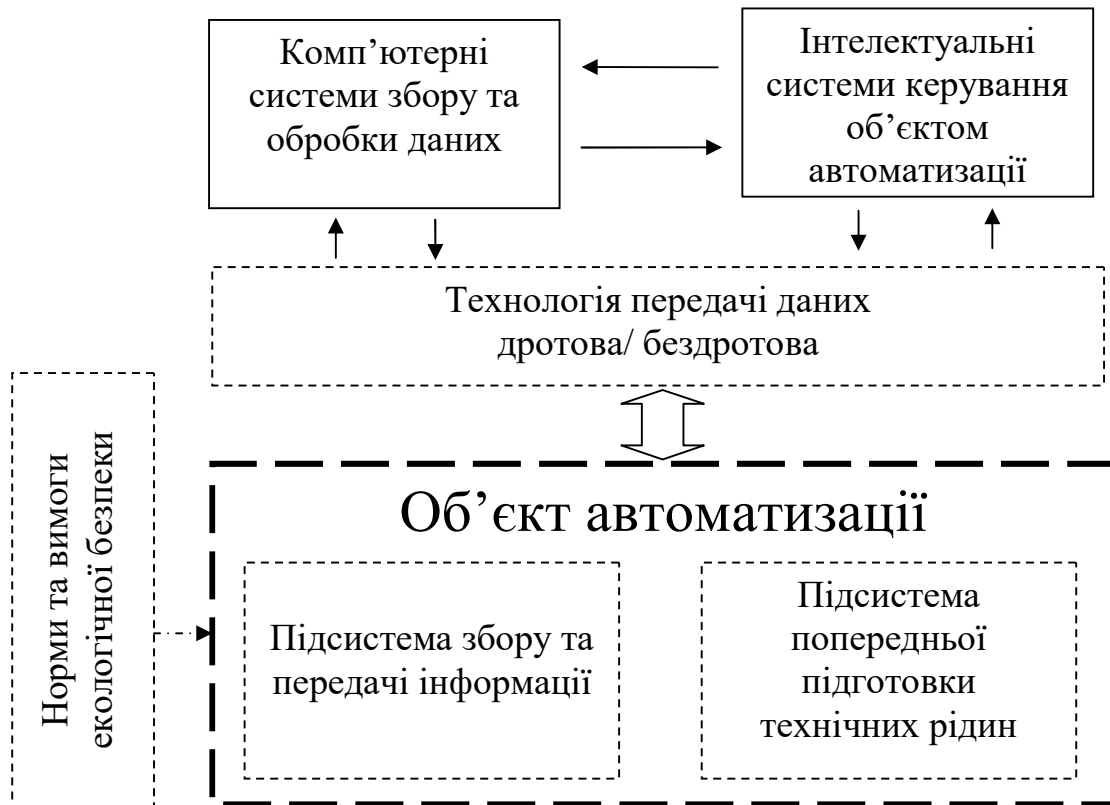 Комп’ютерні
системи збору та
обробки даних
Інтелектуальні
системи керування
об’єктом
автоматизації
Технологія передачі даних
дротова/ бездротова
Норми та вимоги
екологічної безпеки
Об’єкт автоматизації
Підсистема збору та
передачі інформації
Підсистема
попередньої
підготовки
технічних рідин